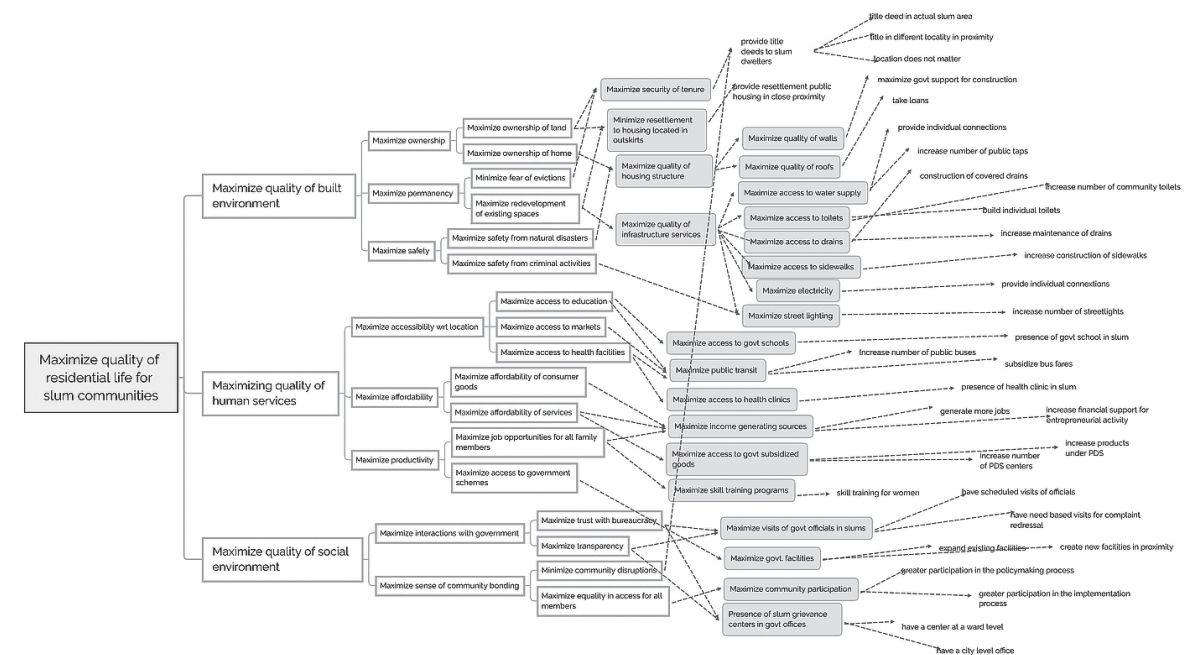 Maximize quality of
residential life for
slum communities
Maximize quality of built
environment
Maximizing quality of
human services
Maximize quality of social
environment
Maximize ownership
Maximize permanency
Maximize safety
Maximize accessibility wrt location
Maximize affordability
Maximize productivity
Maximize interactions with government
Maximize sense of community bonding
Maximize ownership of land
Maximize ownership of home
Minimize fear of evictions
Maximize redevelopment
of existing spaces
Maximize safety from natural disasters
Maximize safety from criminal activities
Maximize access to education
Maximize access to markets
Maximize access to health facilities
Maximize affordability of consumer
goods
Maximize affordability of services
Maximize job opportunities for all family
members
Maximize access to government
schemes
Maximize trust with bureaucracy
Maximize transparency
Minimize community disruptions
Maximize equality in access for all
members
Maximize security of tenure
Minimize resettlement
to housing located in
outskirts
Maximize quality of
housing structure
Maximize quality of
infrastructure services
Maximize quality of walls
Maximize quality of roofs
Maximize access to water supply
Maximize access to toilets
Maximize access to drains
Maximize access to sidewalks
Maximize electricity
Maximize street lighting
Maximize access to govt schools
Maximize public transit
Maximize access to health clinics
Maximize income generating sources
Maximize access to govt subsidized
goods
Maximize skill training programs
Maximize visits of govt officials in slums
Maximize govt. facilities
Maximize community participation
Presence of slum grievance
centers in govt offices
provide title
deeds to slum
dwellers
title deed in actual slum area
title in different locality in proximity
location does not matter
provide resettlement public
housing in close proximity
maximize govt support for construction
take loans
provide individual connections
increase number of public taps
construction of covered drains
increase number of community toilets
build individual toilets
increase maintenance of drains
increase construction of sidewalks
provide individual connextions
increase number of streetlights
presence of govt school in slum
Increase number of public buses
subsidize bus fares
presence of health clinic in slum
generate more jobs
increase financial support for
entrepreneurial activity
increase products
under PDS
increase number
of PDS centers
skill training for women
have scheduled visits of officials
have need based visits for complaint
redressal
expand existing facilities
create new facilities in proximity
greater participation in the policymaking process
greater participation in the implementation
process
have a center at a ward level
have a city level office